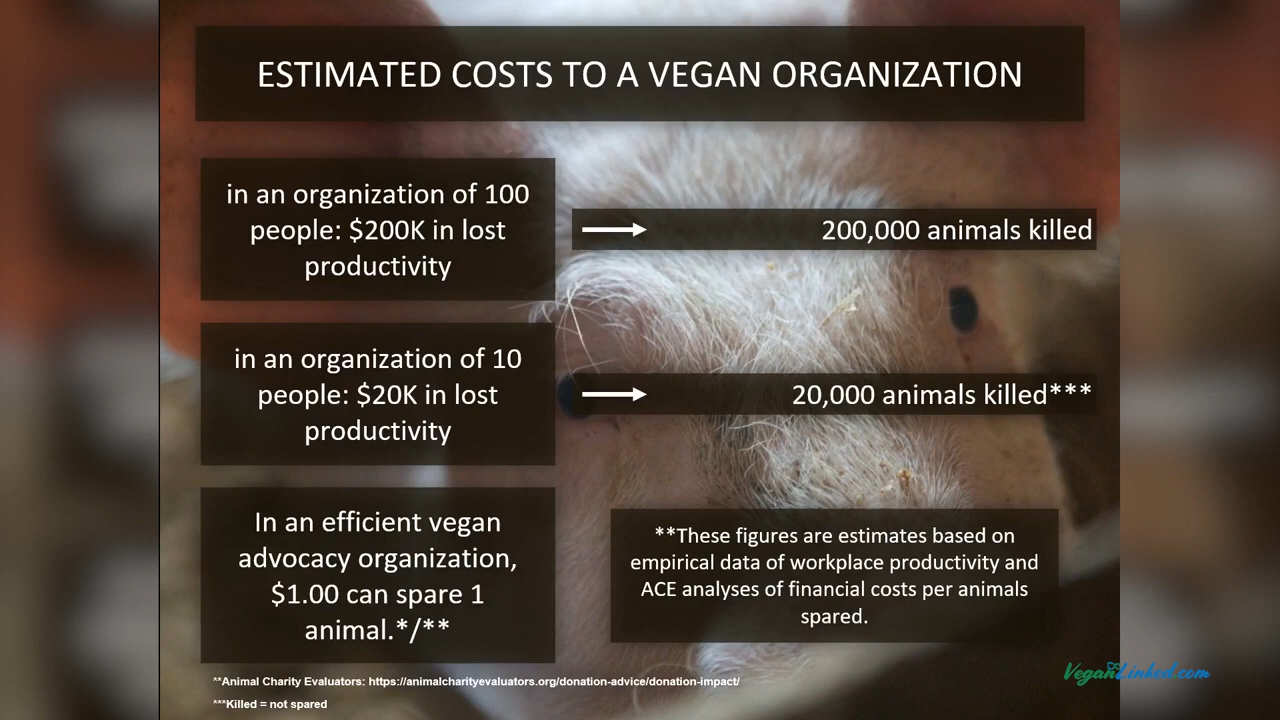 ESTIMATED COSTS TO A VEGAN ORGANIZATION
in an organization of 100
people: $200K in lost
productivity
200,000 animals killed
in an organization of 10
people: $20K in lost
productivity
20,000 animals killed***
In an efficient vegan
advocacy organization,
$1.00 can spare 1
animal.*/**
**These figures are estimates based on
empirical data of workplace productivity and
ACE analyses of financial costs per animals
spared.
**Animal Charity Evaluators: https://animalcharityevaluators.org/donation-advice/donation-impact/
***Killed = not spared
VeganLinked.com